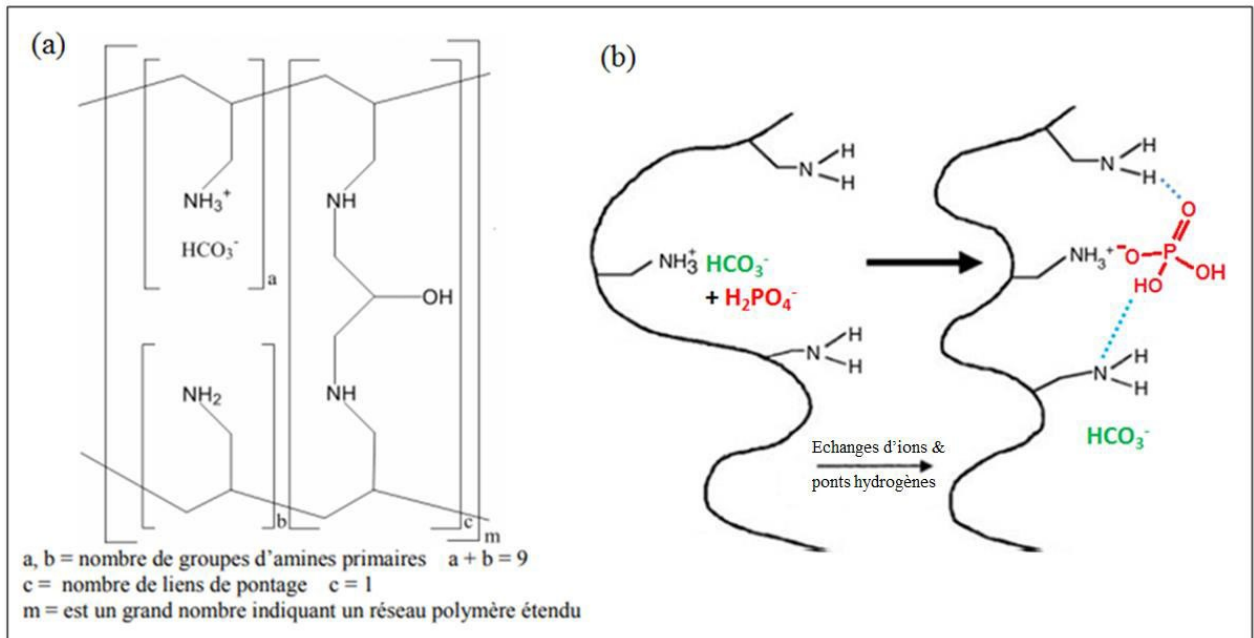 (a)
NH₃⁺
HCO₃⁻
a
NH
OH
NH₂
NH
b
c
m
a, b = nombre de groupes d'amines primaires a + b = 9
c = nombre de liens de pontage c = 1
m = est un grand nombre indiquant un réseau polymère étendu
(b)
H
N
H
NH₃⁺ HCO₃⁻
+ H₂PO₄⁻
H
N
H
Echanges d'ions &
ponts hydrogènes
H
N
H
O
NH₃⁺ ⁻O P OH
HO
H
N
H
HCO₃⁻